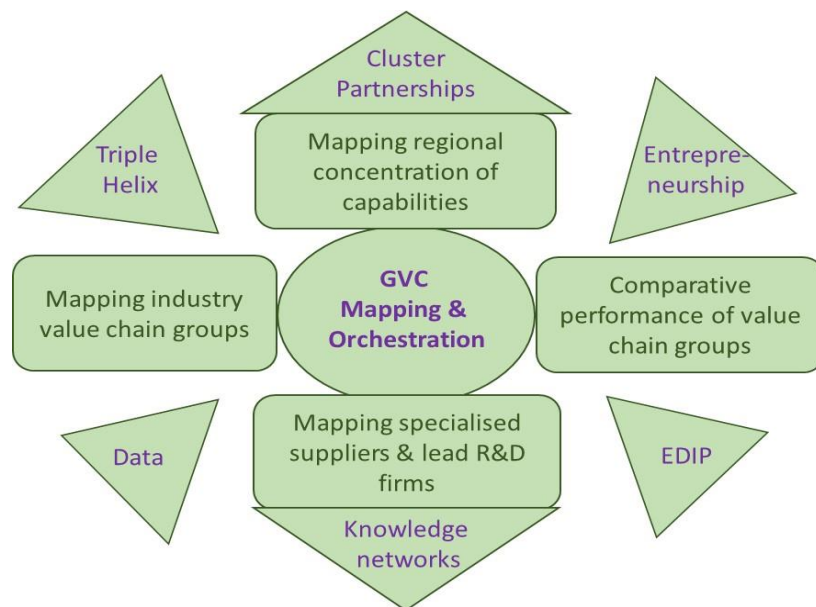 Cluster
Partnerships
Mapping regional
concentration of
capabilities
Triple
Helix
Entrepre-
neurship
Mapping industry
value chain groups
GVC
Mapping &
Orchestration
Comparative
performance of value
chain groups
Mapping specialised
suppliers & lead R&D
firms
Data
EDIP
Knowledge
networks